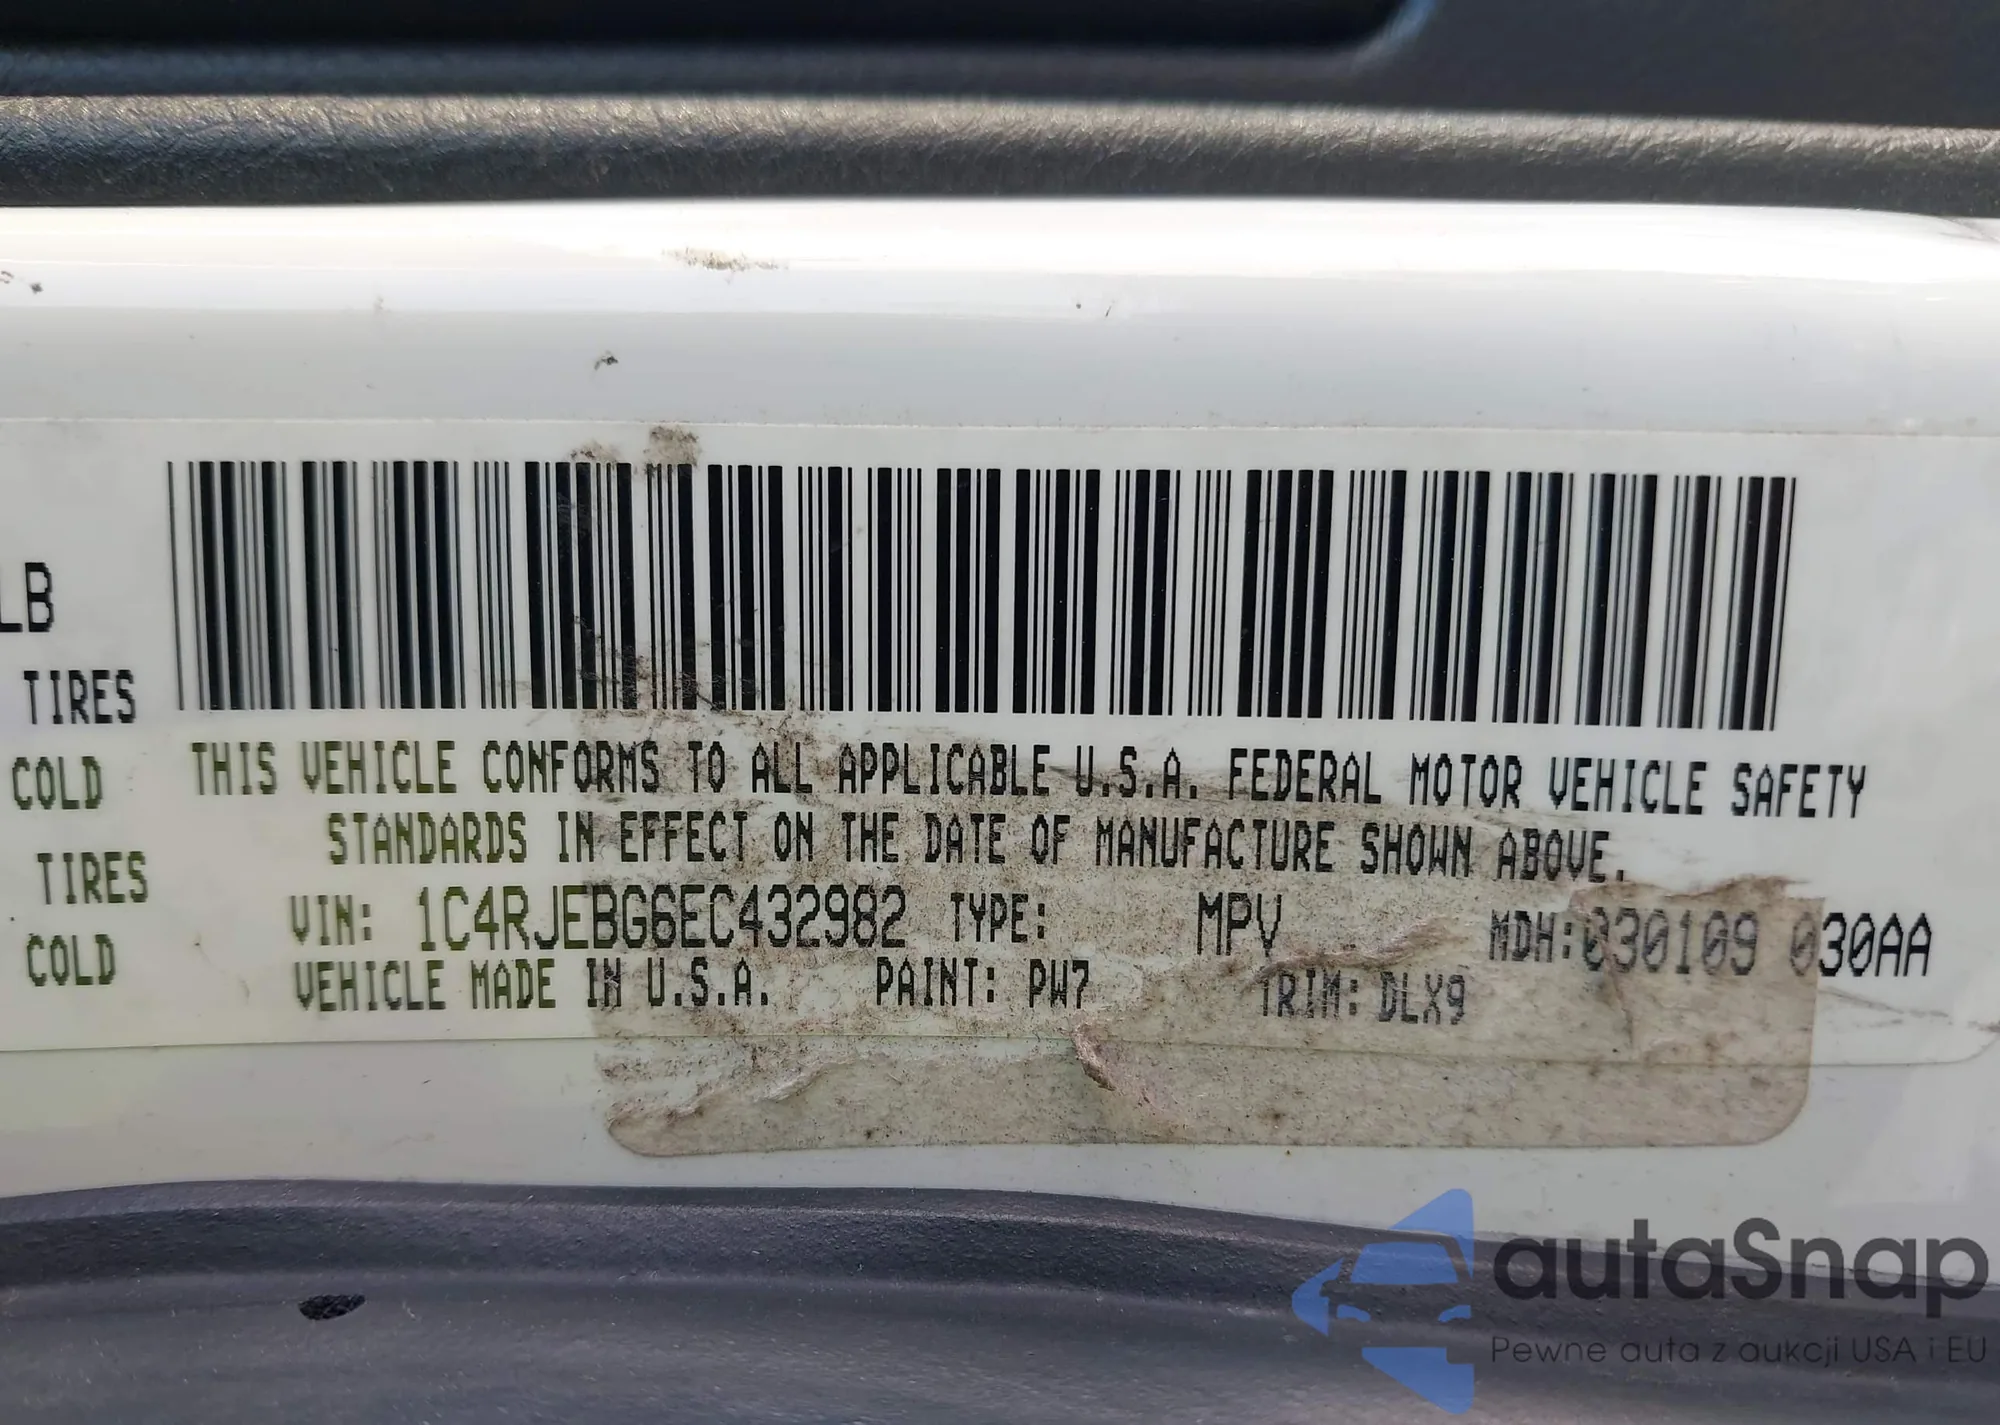 LB
TIRES
COLD
TIRES
COLD
THIS VEHICLE CONFORMS TO ALL APPLICABLE U.S.A. FEDERAL MOTOR VEHICLE SAFETY
STANDARDS IN EFFECT ON THE DATE OF MANUFACTURE SHOWN ABOVE.
VIN: 1C4RJEBG6EC432982 TYPE: MPV MDH:030109 030AA
VEHICLE MADE IN U.S.A. PAINT: PW7 TRIM: DLX9
autaSnap
Pewne auta z aukcji USA i EU